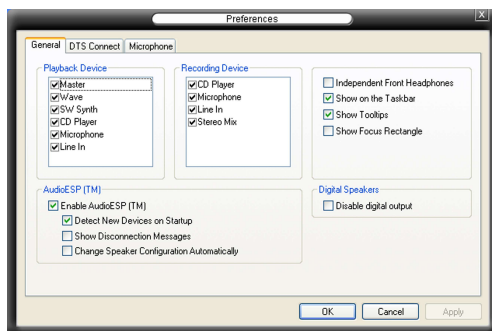 Preferences
X
General DTS Connect Microphone
Playback Device
Master
Wave
SW Synth
CD Player
Microphone
Line In
Recording Device
CD Player
Microphone
Line In
Stereo Mix
Independent Front Headphones
Show on the Taskbar
Show Tooltips
Show Focus Rectangle
AudioESP (TM)
Enable AudioESP (TM)
Detect New Devices on Startup
Show Disconnection Messages
Change Speaker Configuration Automatically
Digital Speakers
Disable digital output
OK Cancel Apply